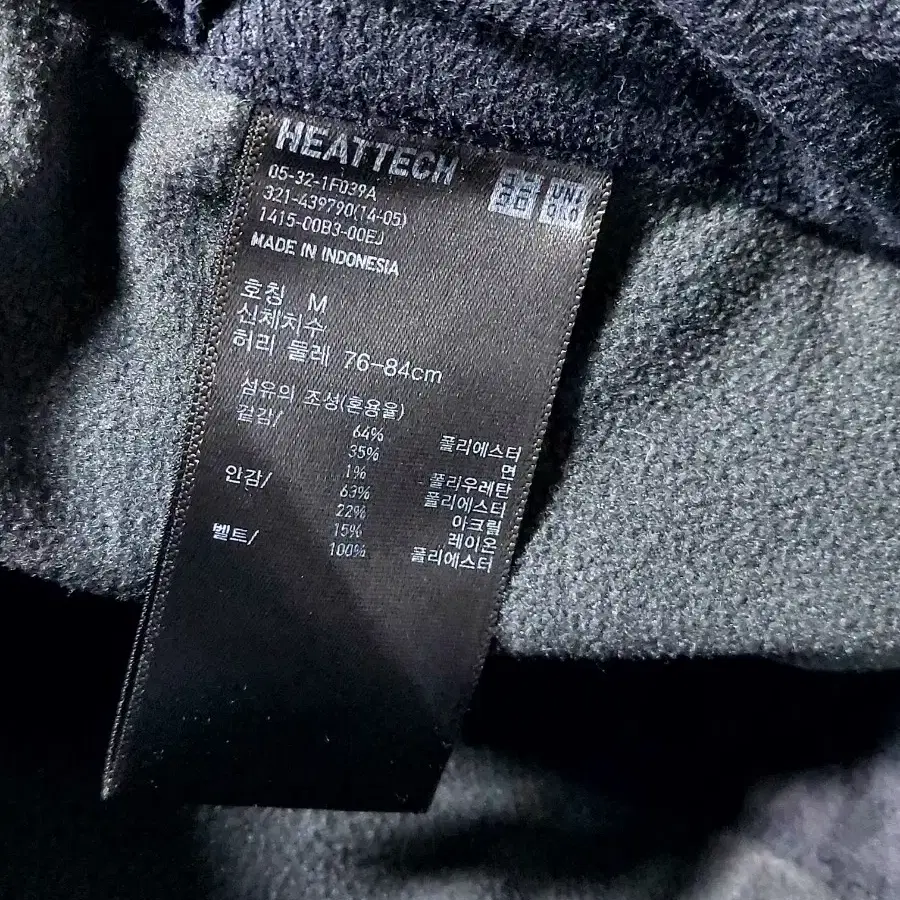 HEATTECH
ユニ クロ
UNI QLO
05-32-1F039A
321-439790(14-05)
1415-00B3-00EJ
MADE IN INDONESIA
호칭 M
신체치수
허리 둘레 76-84cm
섬유의 조성(혼용율)
겉감/
64% 폴리에스터
35% 면
1% 폴리우레탄
안감/ 63% 폴리에스터
22% 아크릴
15% 레이온
벨트/ 100% 폴리에스터